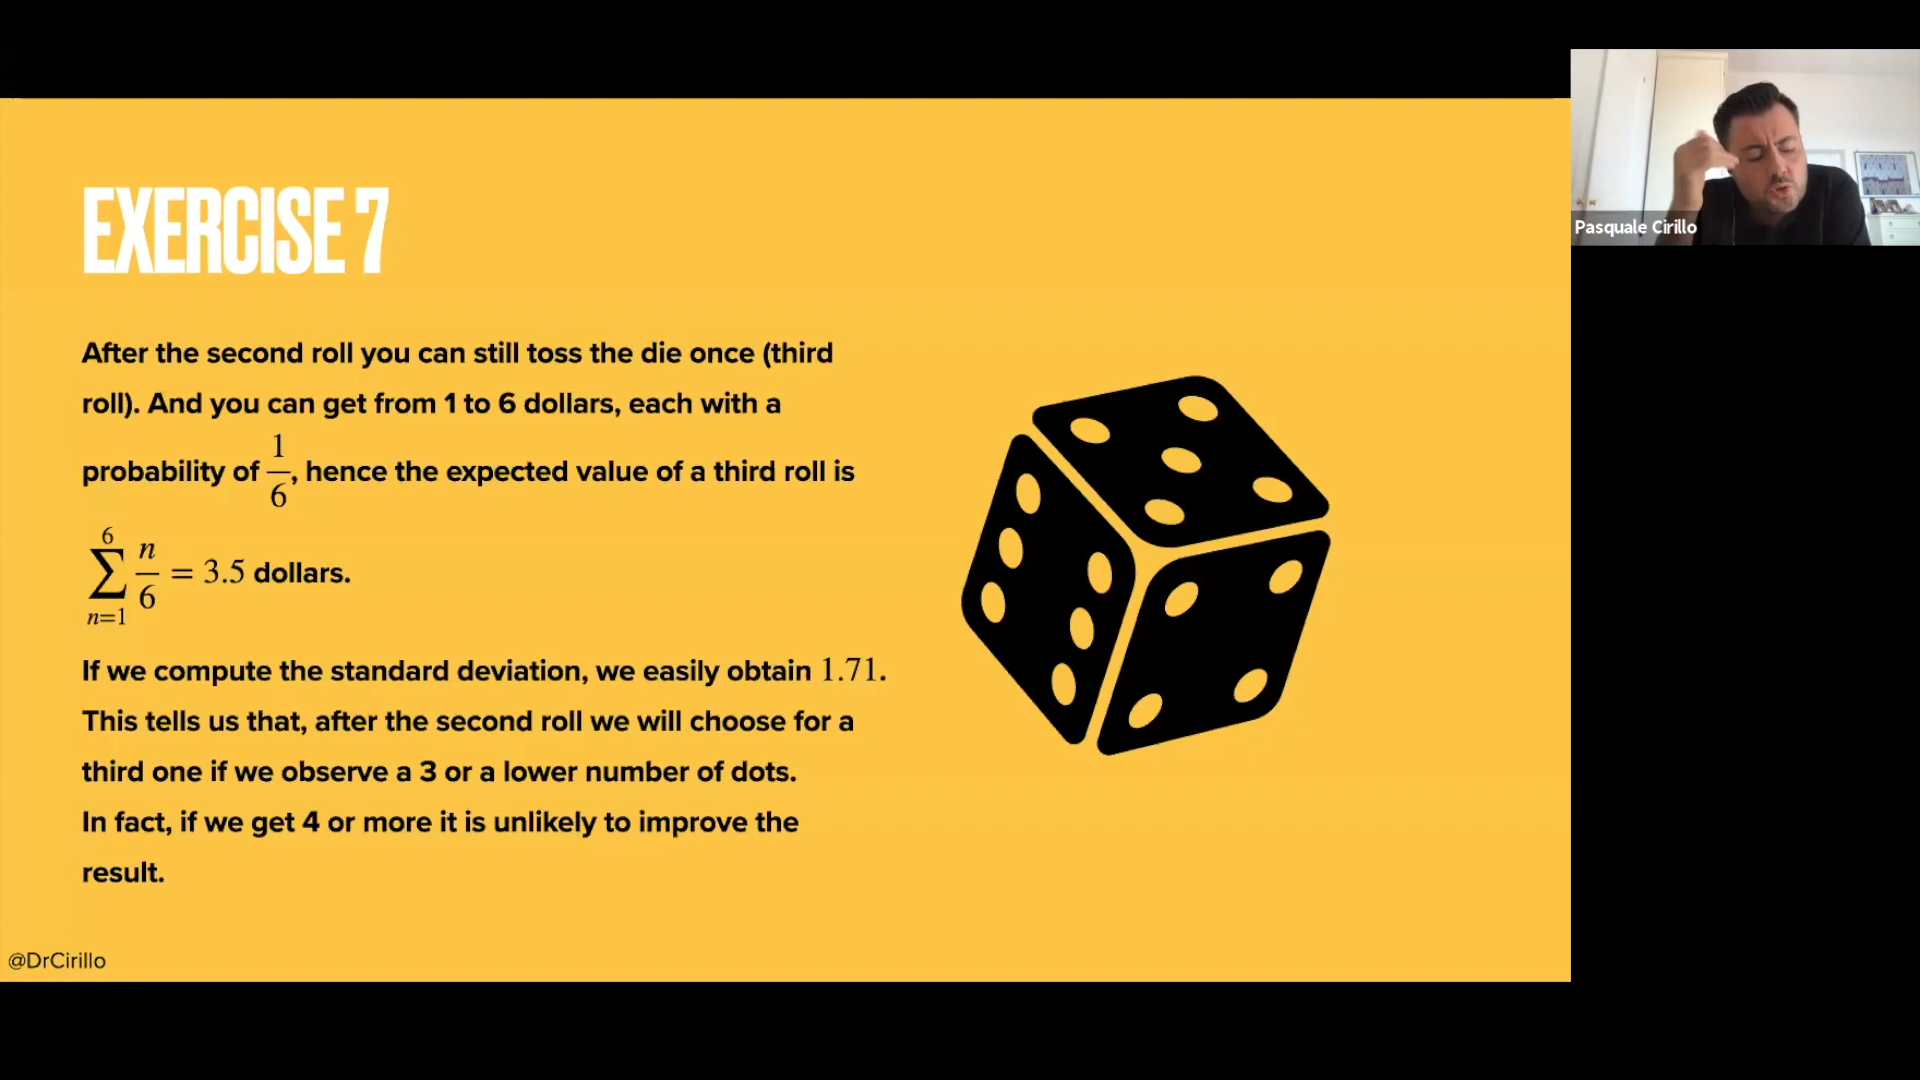 EXERCISE 7
After the second roll you can still toss the die once (third
roll). And you can get from 1 to 6 dollars, each with a
probability of 1/6, hence the expected value of a third roll is
∑_{n=1}^{6} n/6 = 3.5 dollars.
If we compute the standard deviation, we easily obtain 1.71.
This tells us that, after the second roll we will choose for a
third one if we observe a 3 or a lower number of dots.
In fact, if we get 4 or more it is unlikely to improve the
result.
@DrCirillo
Pasquale Cirillo